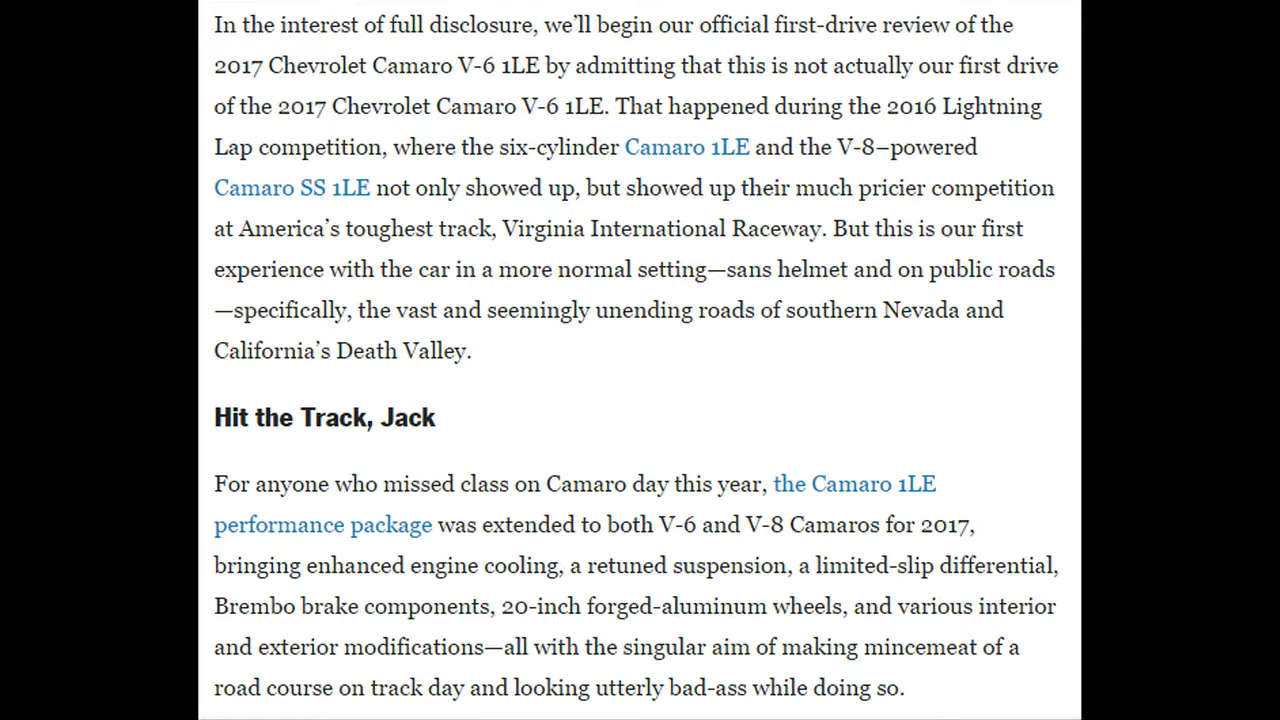 In the interest of full disclosure, we’ll begin our official first-drive review of the
2017 Chevrolet Camaro V-6 1LE by admitting that this is not actually our first drive
of the 2017 Chevrolet Camaro V-6 1LE. That happened during the 2016 Lightning
Lap competition, where the six-cylinder Camaro 1LE and the V-8–powered
Camaro SS 1LE not only showed up, but showed up their much pricier competition
at America’s toughest track, Virginia International Raceway. But this is our first
experience with the car in a more normal setting—sans helmet and on public roads
—specifically, the vast and seemingly unending roads of southern Nevada and
California’s Death Valley.
Hit the Track, Jack
For anyone who missed class on Camaro day this year, the Camaro 1LE
performance package was extended to both V-6 and V-8 Camaros for 2017,
bringing enhanced engine cooling, a retuned suspension, a limited-slip differential,
Brembo brake components, 20-inch forged-aluminum wheels, and various interior
and exterior modifications—all with the singular aim of making mincemeat of a
road course on track day and looking utterly bad-ass while doing so.